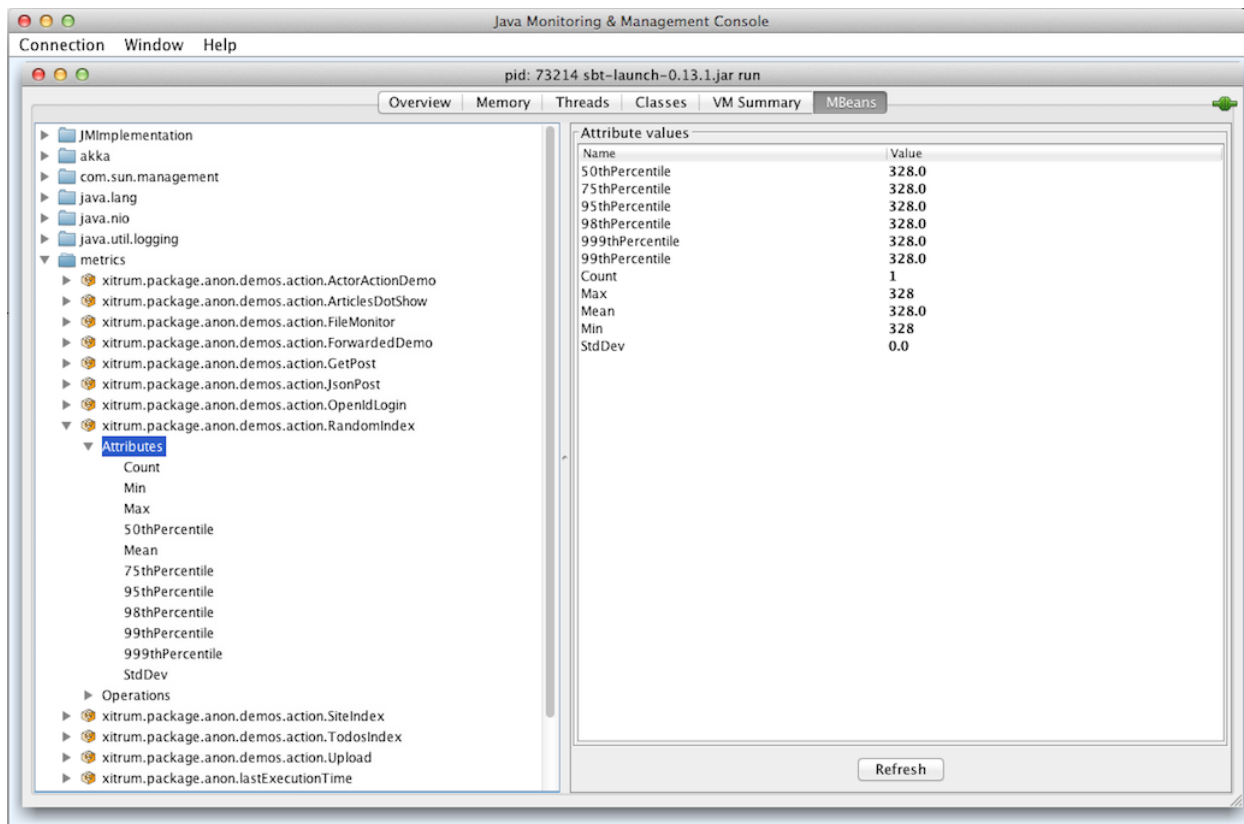 Java Monitoring & Management Console
Connection Window Help
pid: 73214 sbt-launch-0.13.1.jar run
Overview Memory Threads Classes VM Summary MBeans
JMImplementation
akka
com.sun.management
java.lang
java.nio
java.util.logging
metrics
xitrum.package.anon.demos.action.ActorActionDemo
xitrum.package.anon.demos.action.ArticlesDotShow
xitrum.package.anon.demos.action.FileMonitor
xitrum.package.anon.demos.action.ForwardedDemo
xitrum.package.anon.demos.action.GetPost
xitrum.package.anon.demos.action.JsonPost
xitrum.package.anon.demos.action.OpenIdLogin
xitrum.package.anon.demos.action.RandomIndex
Attributes
Count
Min
Max
50thPercentile
Mean
75thPercentile
95thPercentile
98thPercentile
99thPercentile
999thPercentile
StdDev
Operations
xitrum.package.anon.demos.action.SiteIndex
xitrum.package.anon.demos.action.TodosIndex
xitrum.package.anon.demos.action.Upload
xitrum.package.anon.lastExecutionTime
Attribute values
Name Value
50thPercentile 328.0
75thPercentile 328.0
95thPercentile 328.0
98thPercentile 328.0
999thPercentile 328.0
99thPercentile 328.0
Count 1
Max 328
Mean 328.0
Min 328
StdDev 0.0
Refresh